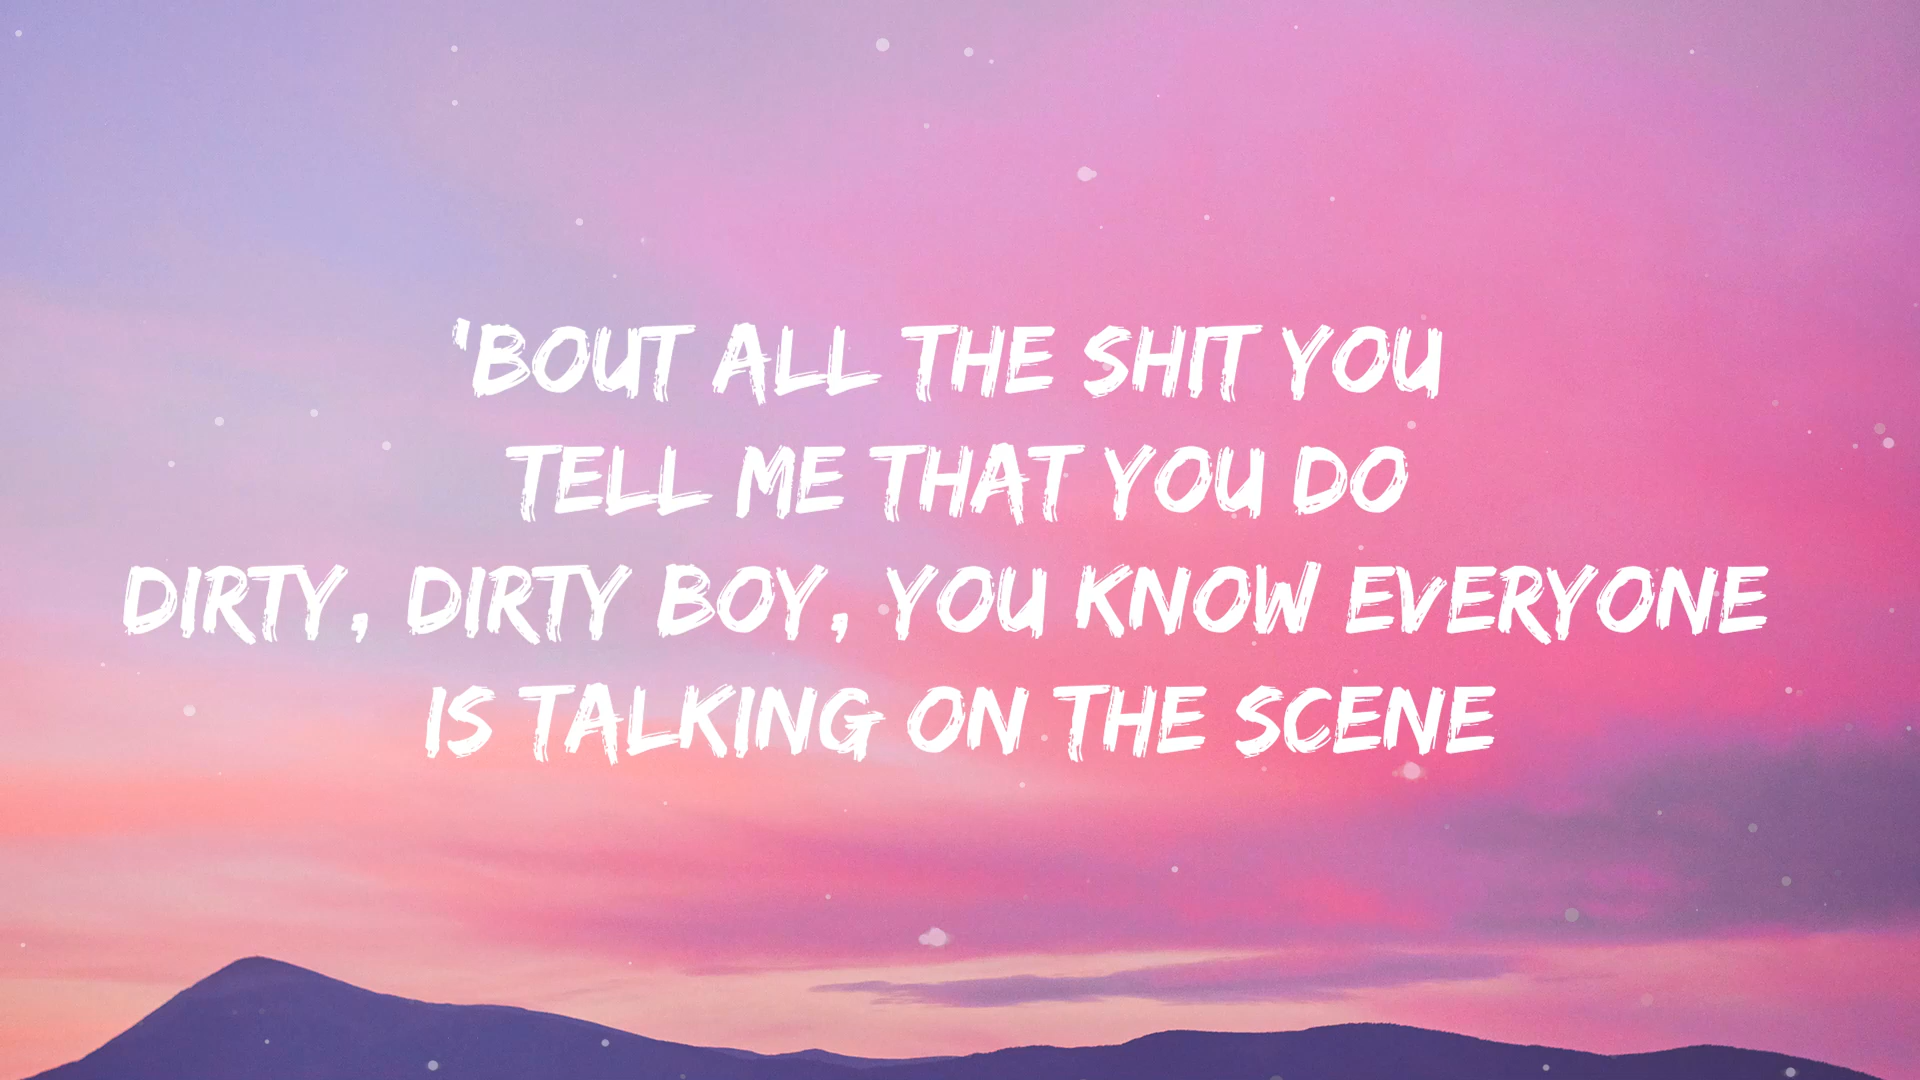 'BOUT ALL THE SHIT YOU
TELL ME THAT YOU DO
DIRTY, DIRTY BOY, YOU KNOW EVERYONE
IS TALKING ON THE SCENE